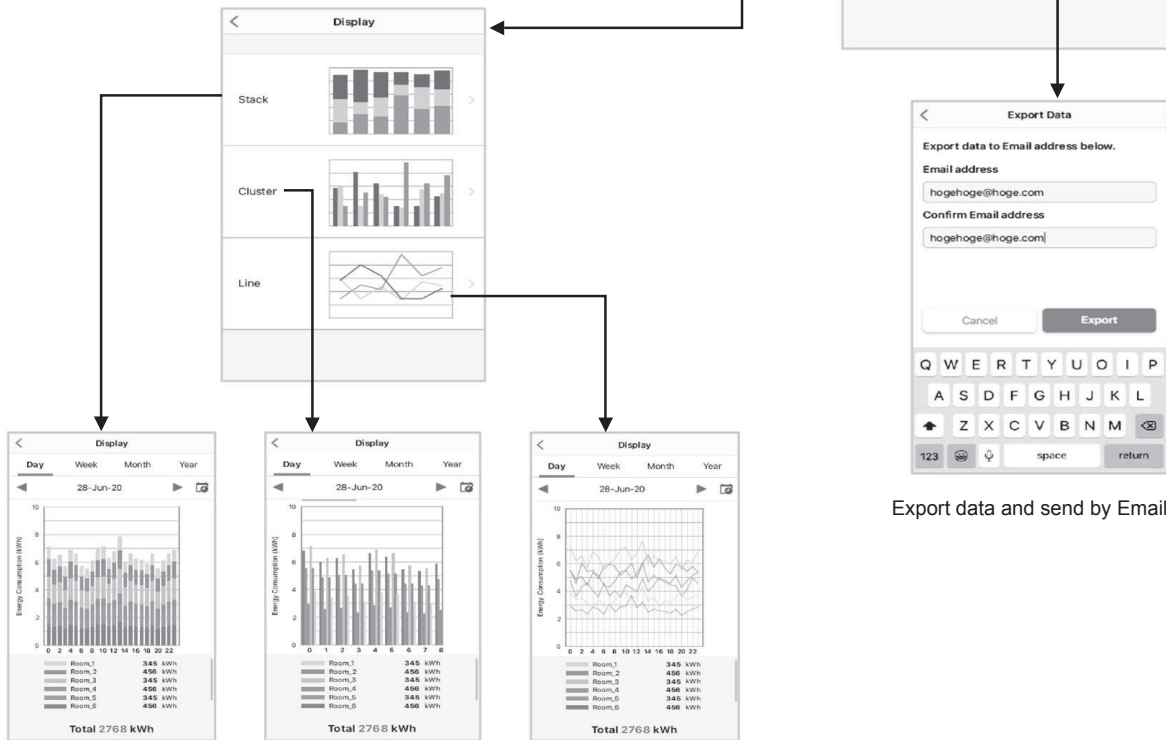 Display
Stack
Cluster
Line
Display
Day Week Month Year
28-Jun-20
Energy Consumption (kWh)
10
8
6
4
2
0
0 2 4 6 8 10 12 14 16 18 20 22
Room_1 345 kWh
Room_2 456 kWh
Room_3 345 kWh
Room_4 456 kWh
Room_5 345 kWh
Room_6 456 kWh
Total 2768 kWh
Display
Day Week Month Year
28-Jun-20
Energy Consumption (kWh)
10
8
6
4
2
0
0 1 2 3 4 5 6 7 8
Room_1 345 kWh
Room_2 456 kWh
Room_3 345 kWh
Room_4 456 kWh
Room_5 345 kWh
Room_6 456 kWh
Total 2768 kWh
Display
Day Week Month Year
28-Jun-20
Energy Consumption (kWh)
10
8
6
4
2
0
0 2 4 6 8 10 12 14 16 18 20 22
Room_1 345 kWh
Room_2 456 kWh
Room_3 345 kWh
Room_4 456 kWh
Room_5 345 kWh
Room_6 456 kWh
Total 2768 kWh
Export Data
Export data to Email address below.
Email address
hogehoge@hoge.com
Confirm Email address
hogehoge@hoge.com
Cancel Export
Q W E R T Y U O I P
A S D F G H J K L
Z X C V B N M
123 space return
Export data and send by Email